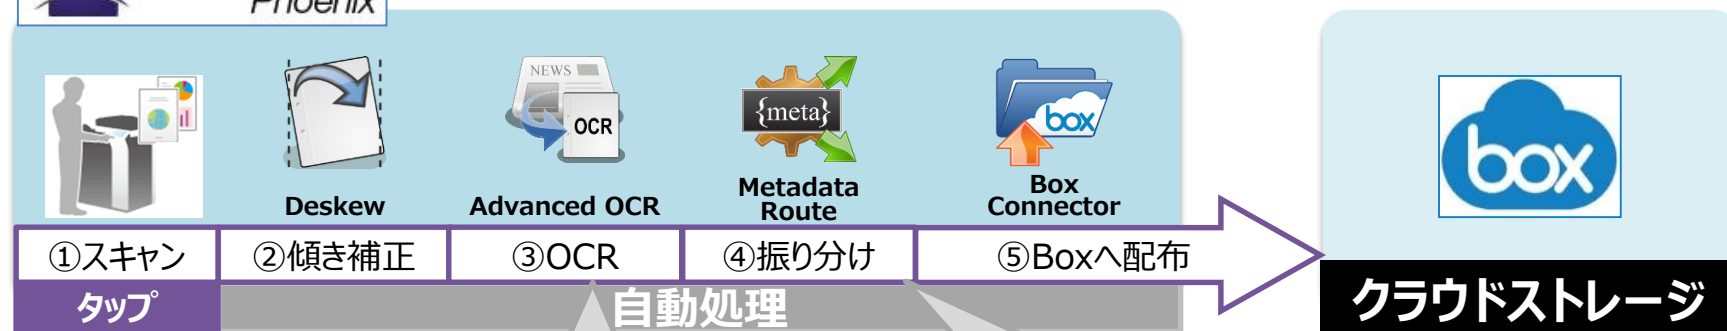 Phoenix
NEWS
OCR
{meta}
box
box
Deskew
Advanced OCR
Metadata
Route
Box
Connector
①スキャン
②傾き補正
③OCR
④振り分け
⑤Boxへ配布
タップ
自動処理
クラウドストレージ